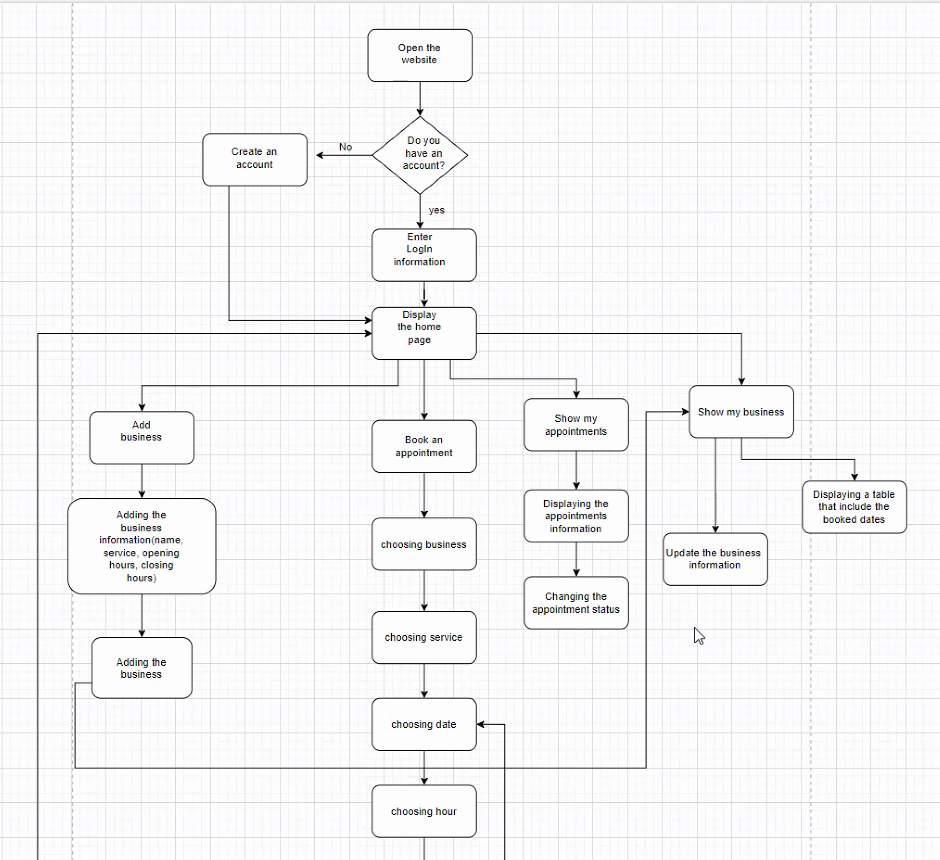 Open the
website
Do you
have an
account?
No
Create an
account
yes
Enter
LogIn
information
Display
the home
page
Add
business
Book an
appointment
Show my
appointments
Show my business
Adding the
business
information(name,
service, opening
hours, closing
hours)
choosing business
Displaying the
appointments
information
Displaying a table
that include the
booked dates
Update the business
information
Changing the
appointment status
choosing service
Adding the
business
choosing date
choosing hour